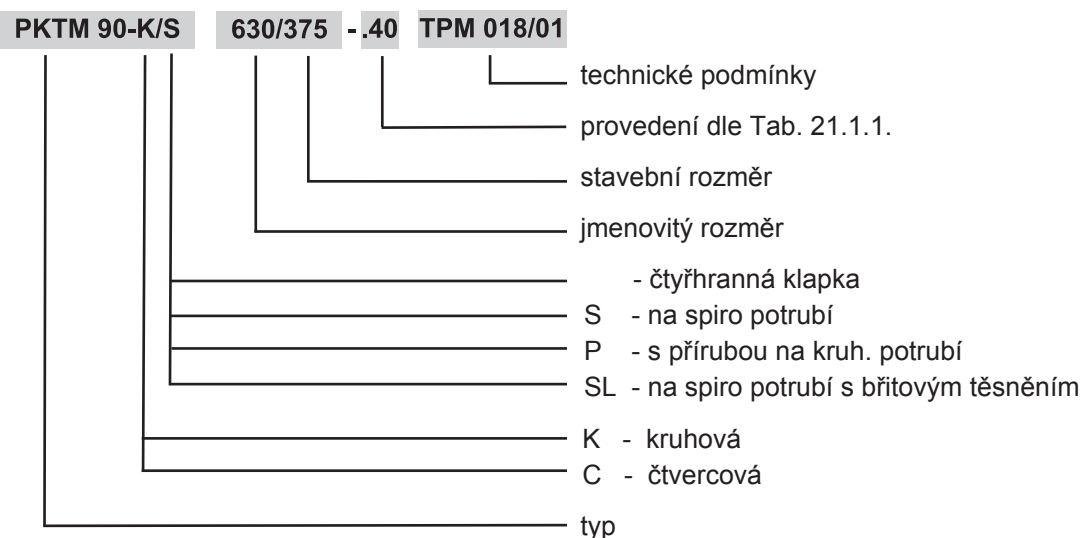 PKTM 90-K/S 630/375 - .40 TPM 018/01
technické podmínky
provedení dle Tab. 21.1.1.
stavební rozměr
jmenovitý rozměr
- čtyřhranná klapka
S - na spiro potrubí
P - s přírubou na kruh. potrubí
SL - na spiro potrubí s břitovým těsněním
K - kruhová
C - čtvercová
typ